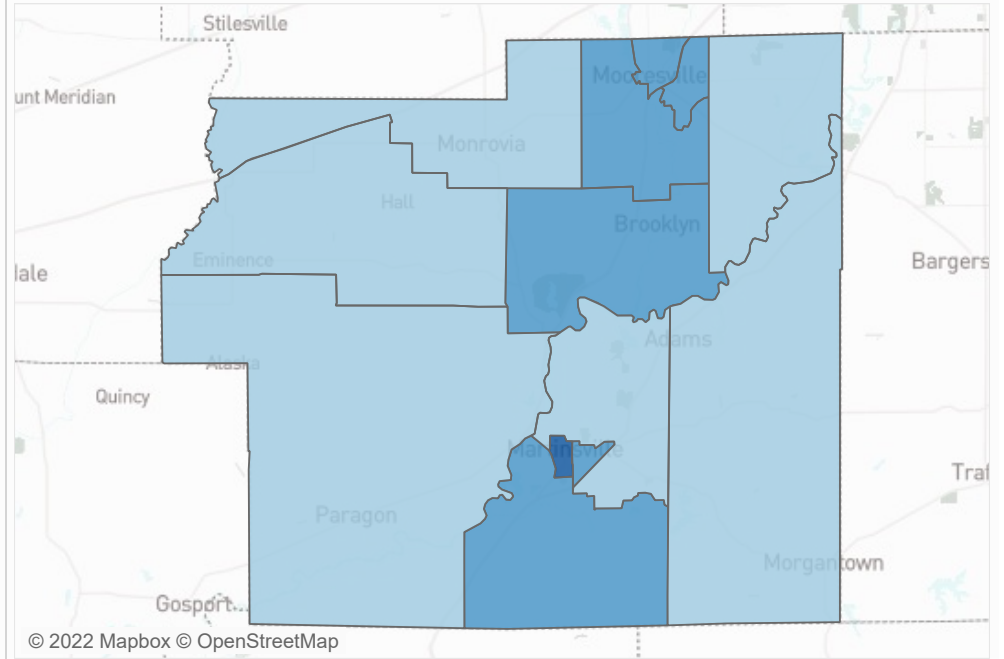 Stilesville
Mooresville
unt Meridian
Monrovia
Hall
Brooklyn
Eminence
Bargers
dale
Adams
Alaska
Quincy
Martinsville
Traf
Paragon
Morgantown
Gosport...
© 2022 Mapbox © OpenStreetMap